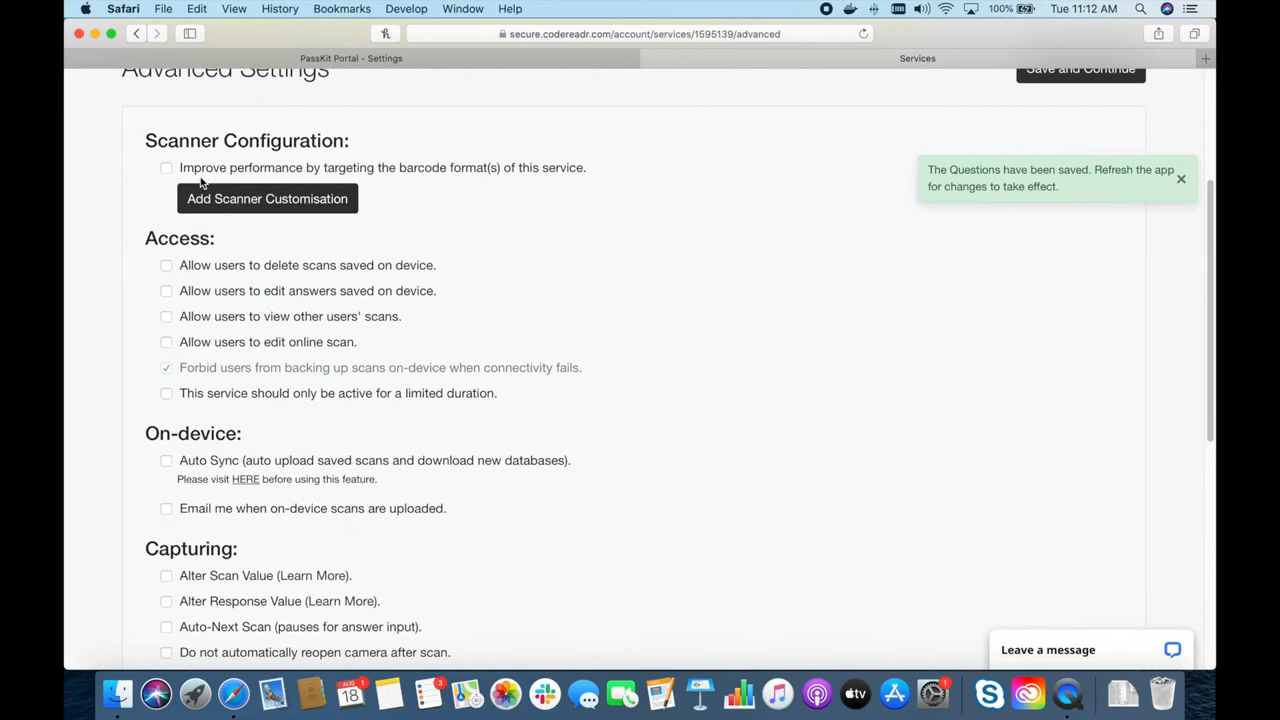 Safari File Edit View History Bookmarks Develop Window Help 100% Tue 11:12 AM
secure.codereadr.com/account/services/1595139/advanced
PassKit Portal - Settings Services
Advanced Settings Save and Continue
Scanner Configuration:
Improve performance by targeting the barcode format(s) of this service.
Add Scanner Customisation
The Questions have been saved. Refresh the app
for changes to take effect.
Access:
Allow users to delete scans saved on device.
Allow users to edit answers saved on device.
Allow users to view other users' scans.
Allow users to edit online scan.
Forbid users from backing up scans on-device when connectivity fails.
This service should only be active for a limited duration.
On-device:
Auto Sync (auto upload saved scans and download new databases).
Please visit HERE before using this feature.
Email me when on-device scans are uploaded.
Capturing:
Alter Scan Value (Learn More).
Alter Response Value (Learn More).
Auto-Next Scan (pauses for answer input).
Do not automatically reopen camera after scan.
Leave a message
AUG 18 1 3 tv 1